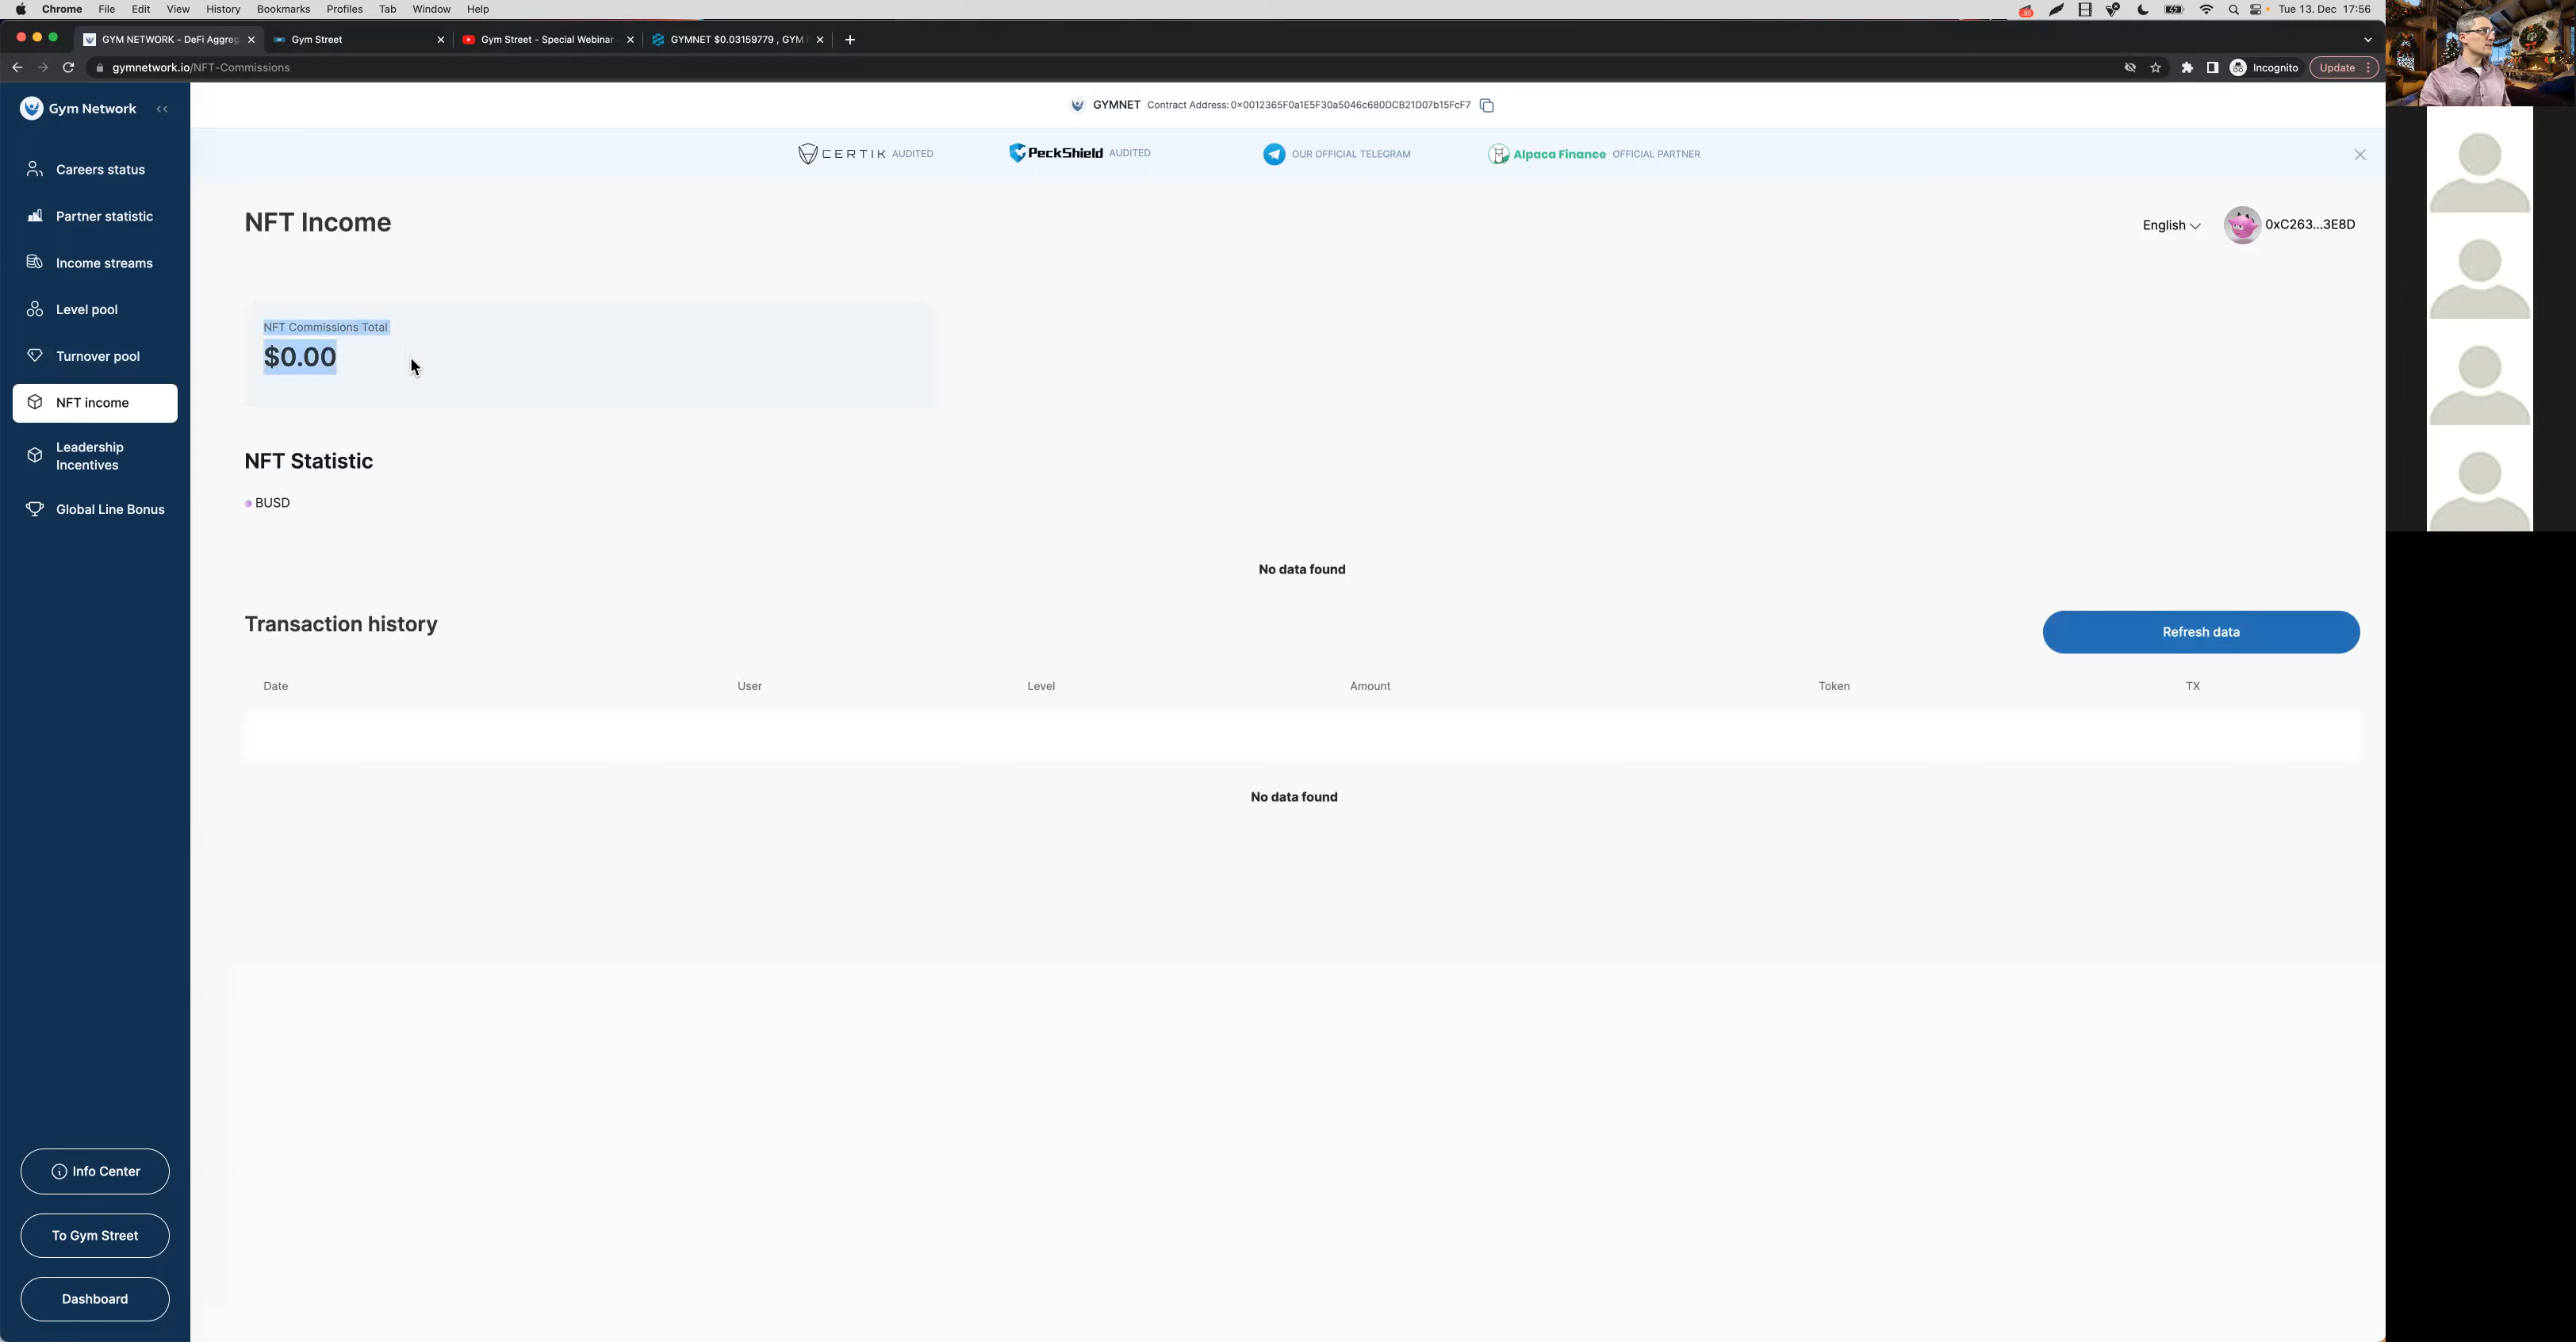 Chrome File Edit View History Bookmarks Profiles Tab Window Help Tue 13. Dec 17:56
GYM NETWORK - DeFi Aggreg Gym Street Gym Street - Special Webinar GYMNET $0.03159779 , GYM
gymnetwork.io/NFT-Commissions Incognito Update
Gym Network
GYMNET Contract Address: 0x0012365F0a1E5F30a5046c680DCB21D07b15FcF7
CERTIK AUDITED PeckShield AUDITED OUR OFFICIAL TELEGRAM Alpaca Finance OFFICIAL PARTNER
Careers status
Partner statistic
Income streams
Level pool
Turnover pool
NFT income
Leadership
Incentives
Global Line Bonus
NFT Income
English 0xC263...3E8D
NFT Commissions Total
$0.00
NFT Statistic
BUSD
No data found
Transaction history
Refresh data
Date User Level Amount Token TX
No data found
Info Center
To Gym Street
Dashboard